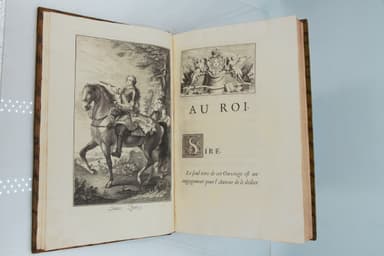 AU ROI.
SIRE,
Le seul titre de cet Ouvrage est un
engagement pour l'Auteur de le dédier